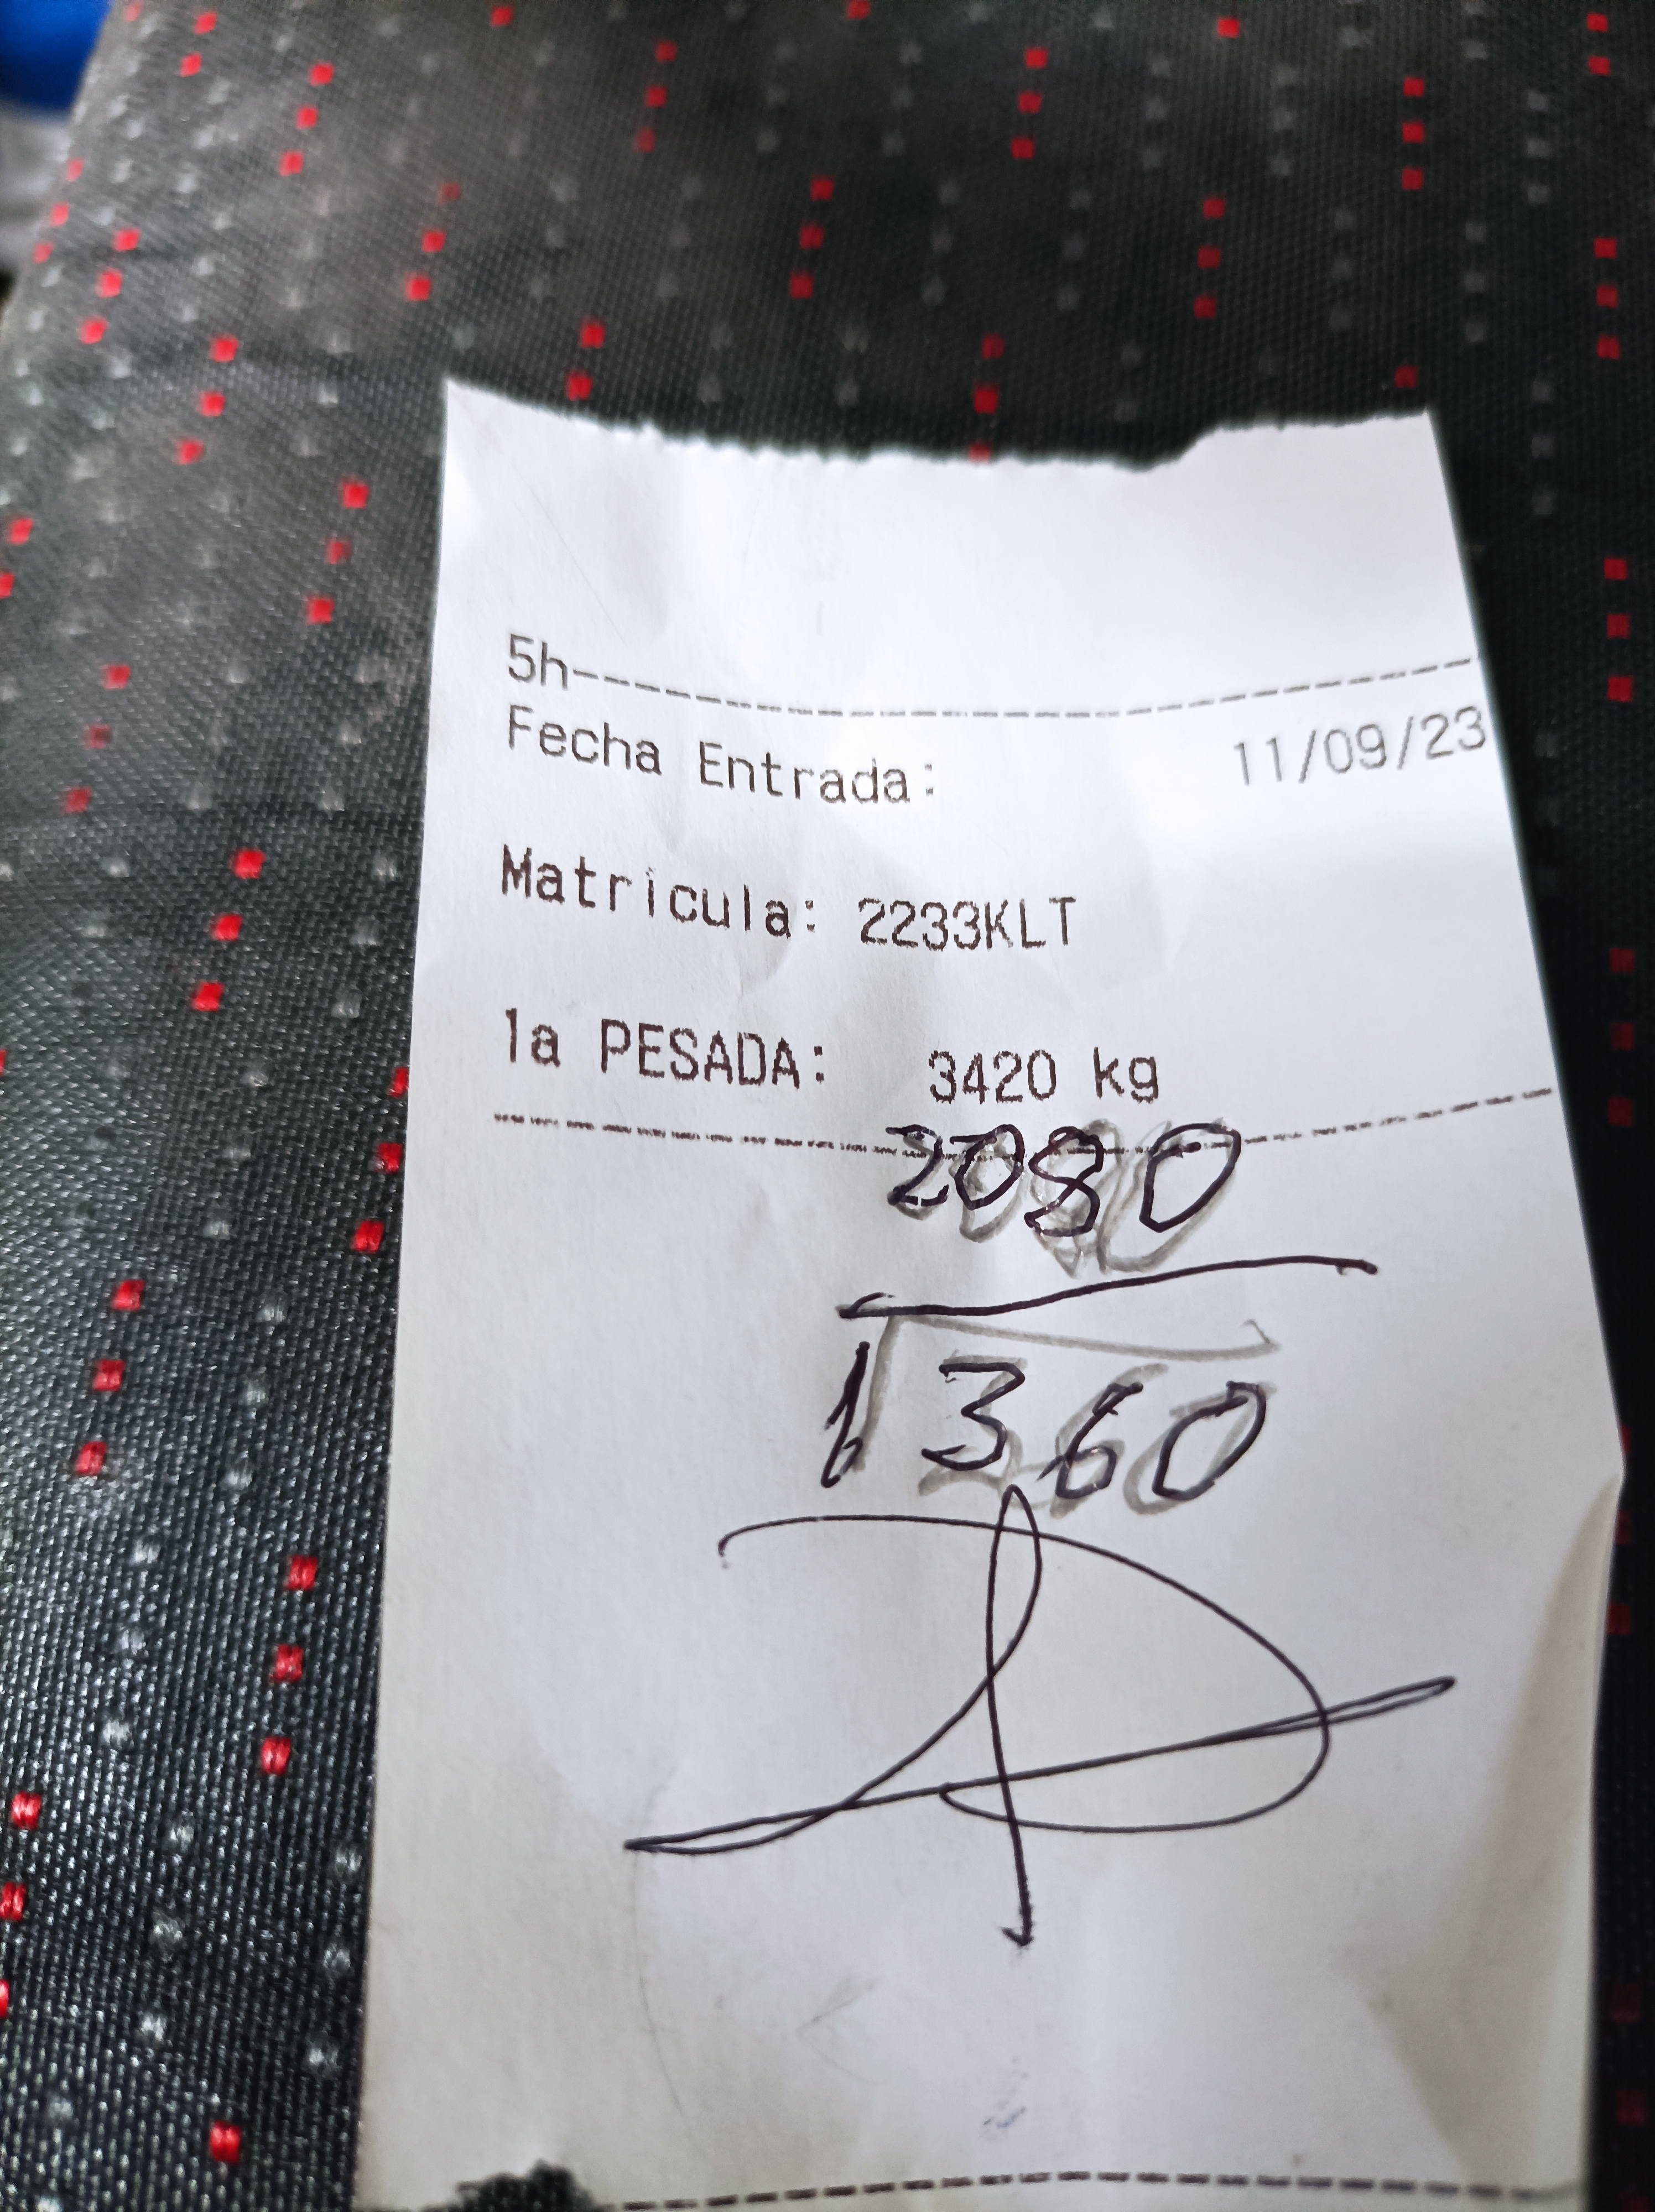 5h
Fecha Entrada: 11/09/23
Matricula: 2233KLT
1a PESADA: 3420 kg
2080
1360